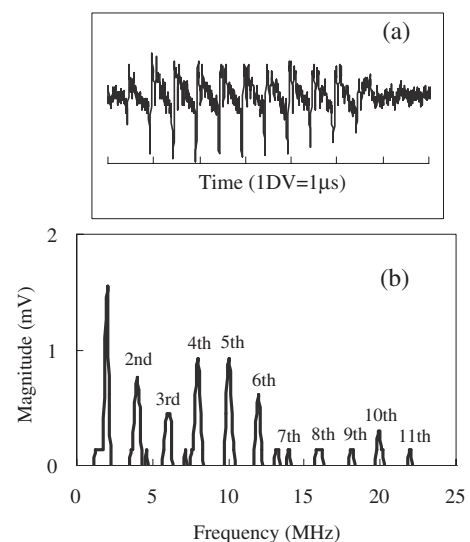 (a)
Time (1DV=1μs)
(b)
Magnitude (mV)
2
1
0
2nd
3rd
4th
5th
6th
7th
8th
9th
10th
11th
0
5
10
15
20
25
Frequency (MHz)